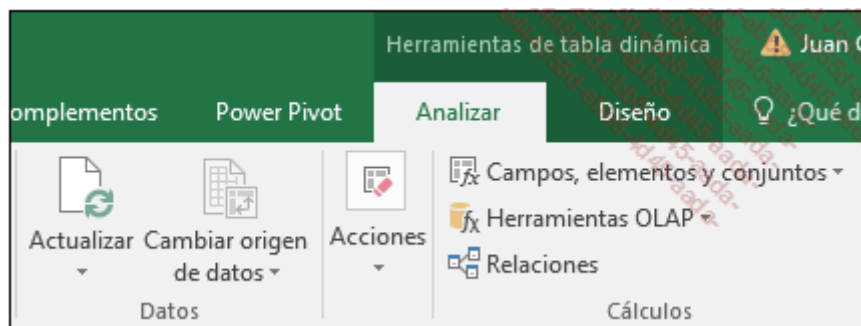 Herramientas de tabla dinámica Juan
omplementos Power Pivot Analizar Diseño ¿Qué d
Campos, elementos y conjuntos
Actualizar Cambiar origen de datos Acciones
Herramientas OLAP
Relaciones
Datos Cálculos